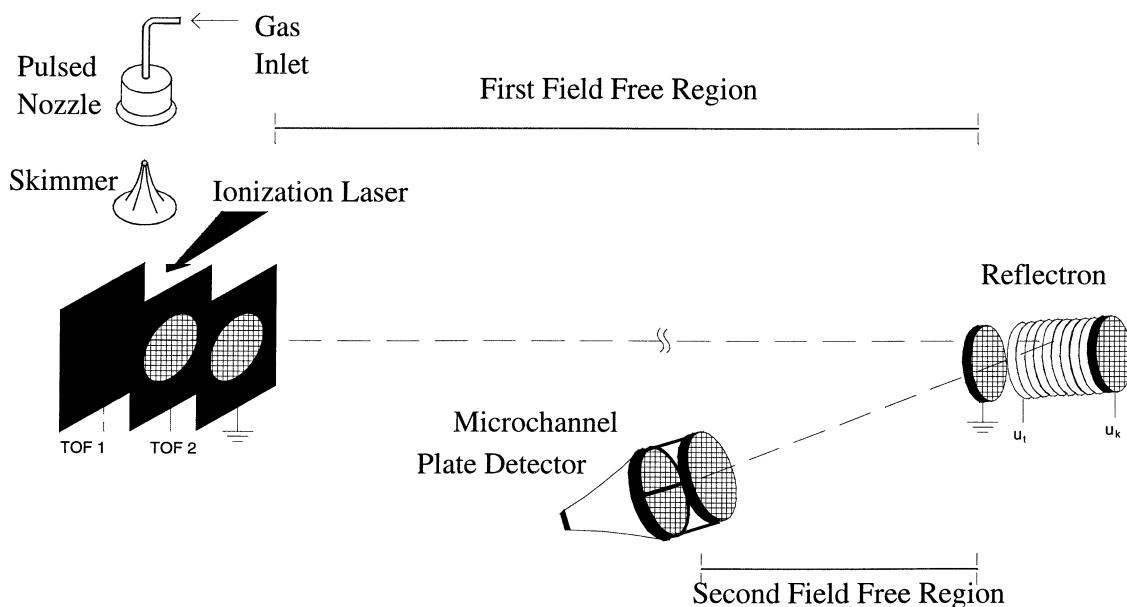 Gas
Inlet
Pulsed
Nozzle
First Field Free Region
Skimmer
Ionization Laser
Reflectron
Microchannel
Plate Detector
TOF 1
TOF 2
u_t
u_k
Second Field Free Region